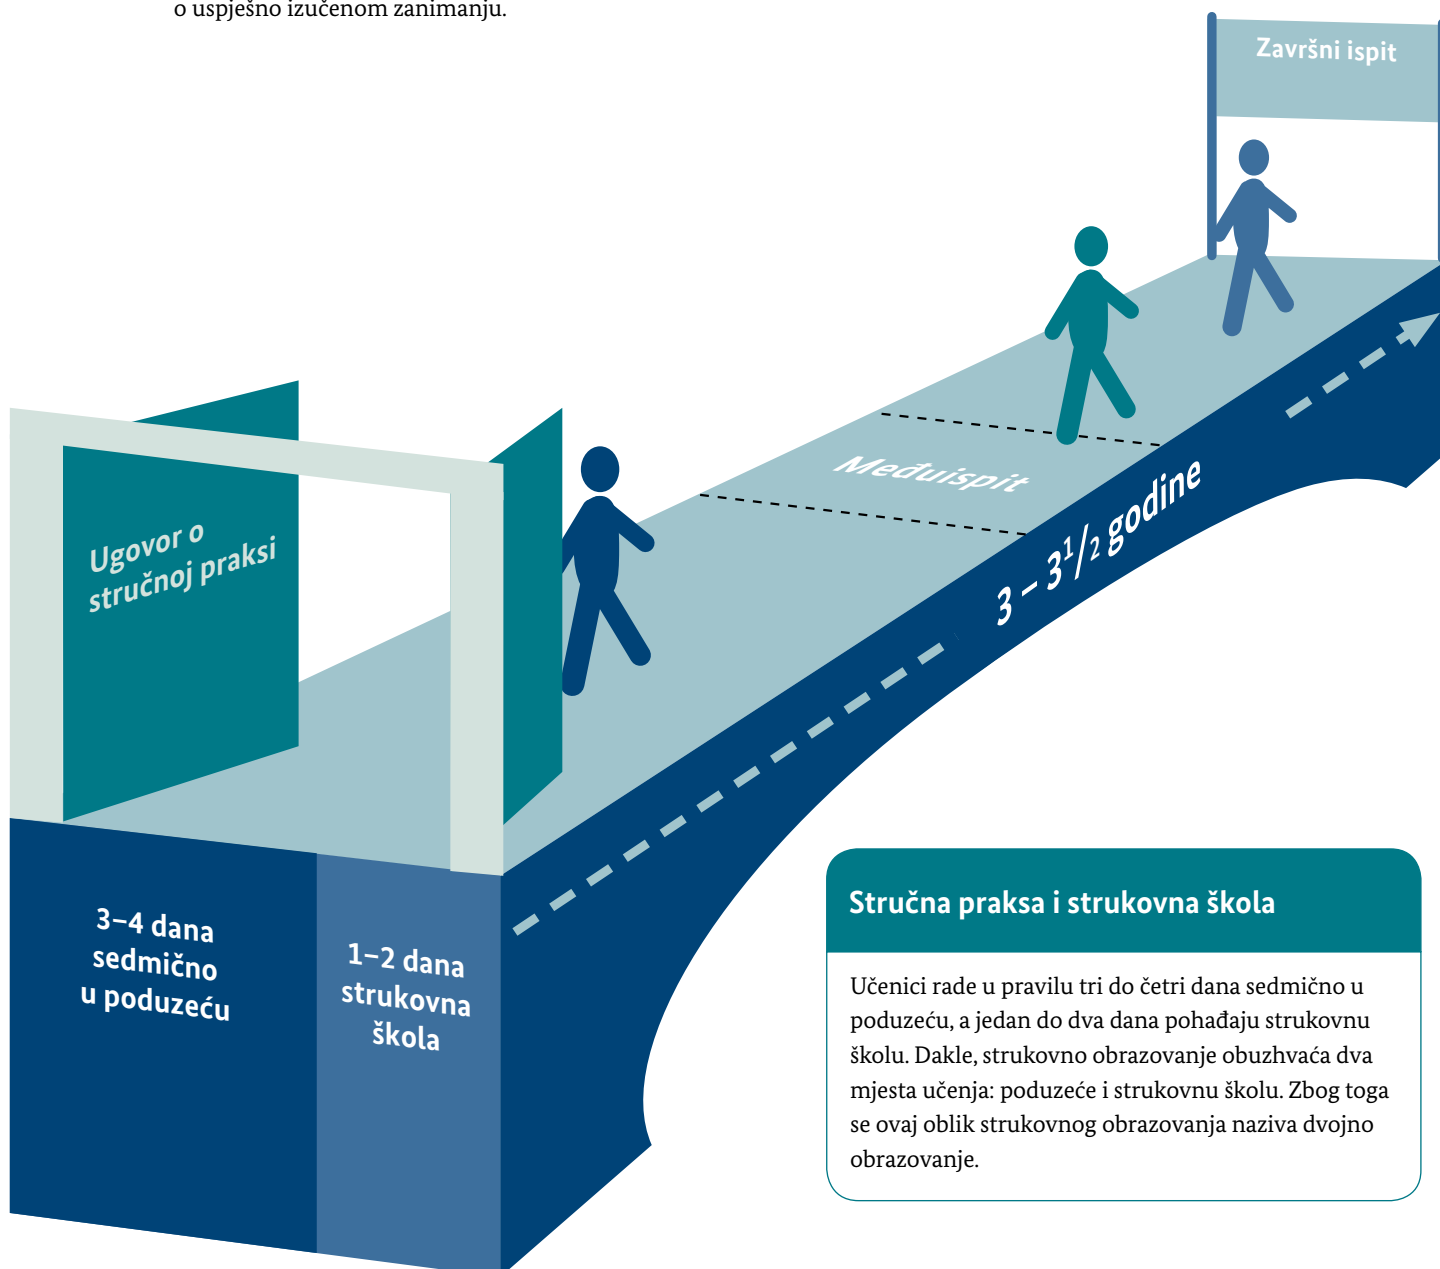 o uspješno izučenom zanimanju.
Završni ispit
Ugovor o
stručnoj praksi
Međuispit
3 – 3 1/2 godine
3–4 dana
sedmično
u poduzeću
1–2 dana
strukovna
škola
Stručna praksa i strukovna škola
Učenici rade u pravilu tri do četri dana sedmično u
poduzeću, a jedan do dva dana pohađaju strukovnu
školu. Dakle, strukovno obrazovanje obuzhvaća dva
mjesta učenja: poduzeće i strukovnu školu. Zbog toga
se ovaj oblik strukovnog obrazovanja naziva dvojno
obrazovanje.